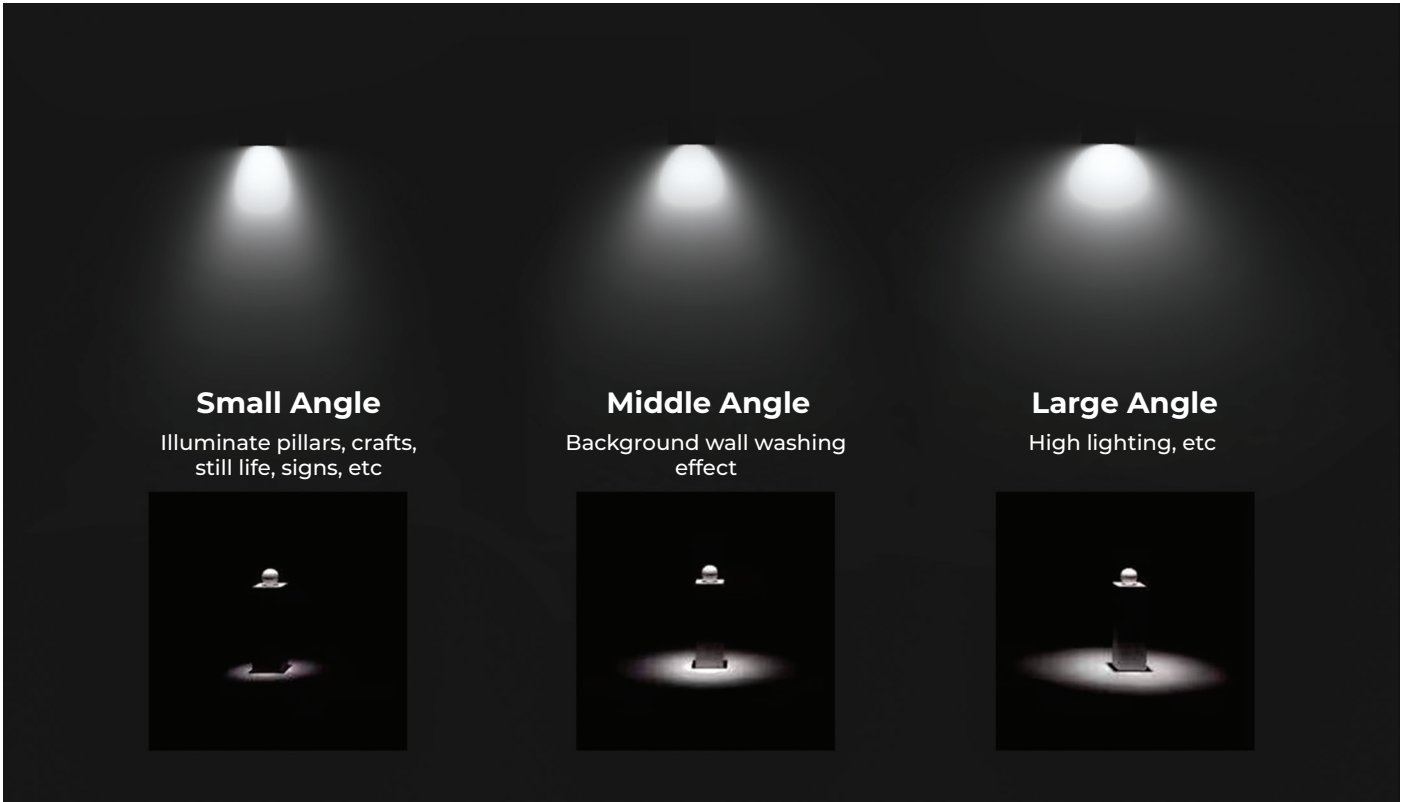 Small Angle
Illuminate pillars, crafts,
still life, signs, etc
Middle Angle
Background wall washing
effect
Large Angle
High lighting, etc